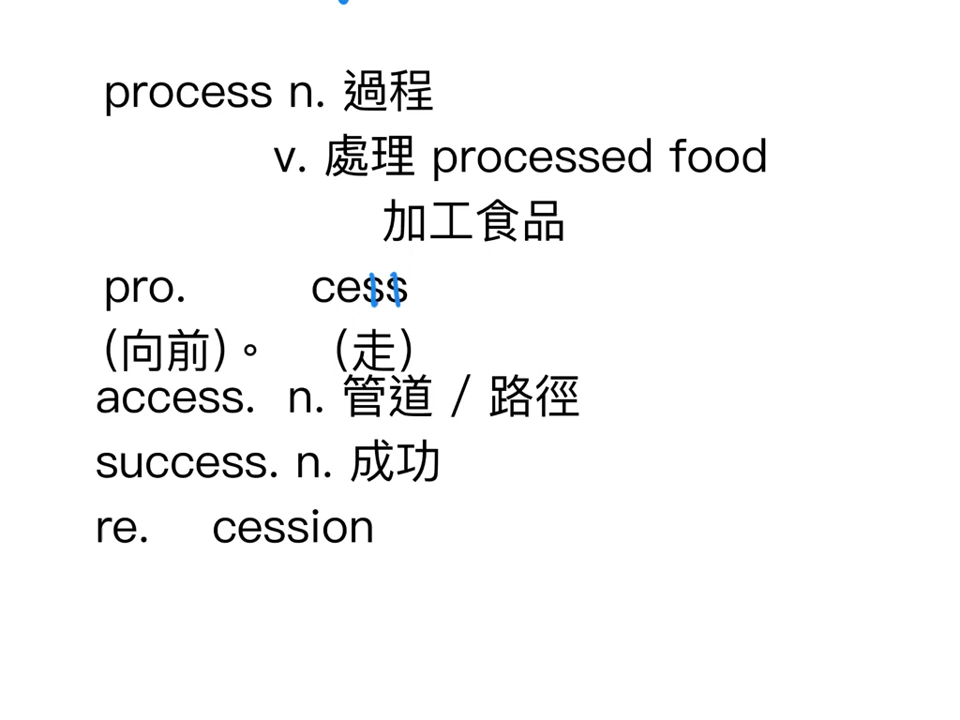 process n. 過程
v. 處理 processed food
加工食品
pro. cess
(向前)。 (走)
access. n. 管道 / 路徑
success. n. 成功
re. cession